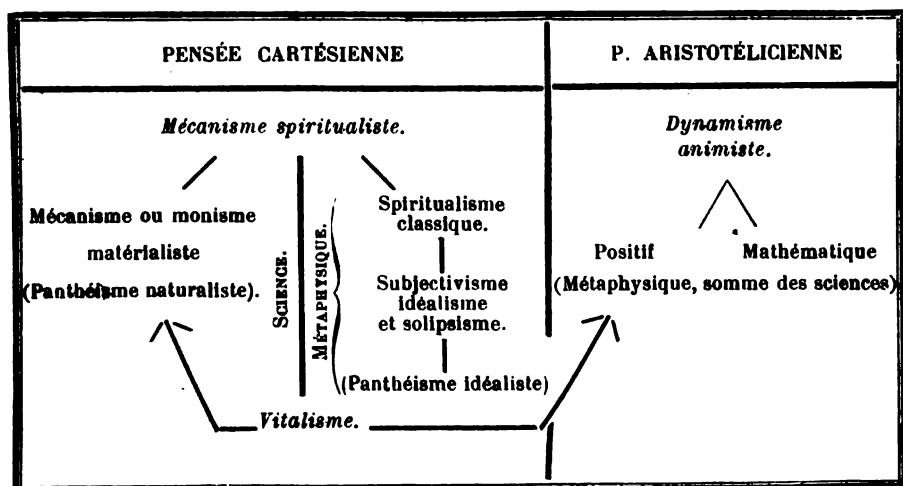 PENSÉE CARTÉSIENNE
P. ARISTOTÉLICIENNE
Mécanisme spiritualiste.
Dynamisme
animiste.
Mécanisme ou monisme
matérialiste
(Panthéisme naturaliste).
SCIENCE.
MÉTAPHYSIQUE.
Spiritualisme
classique.
Subjectivisme
idéalisme
et solipsisme.
(Panthéisme idéaliste)
Positif
Mathématique
(Métaphysique, somme des sciences)
Vitalisme.